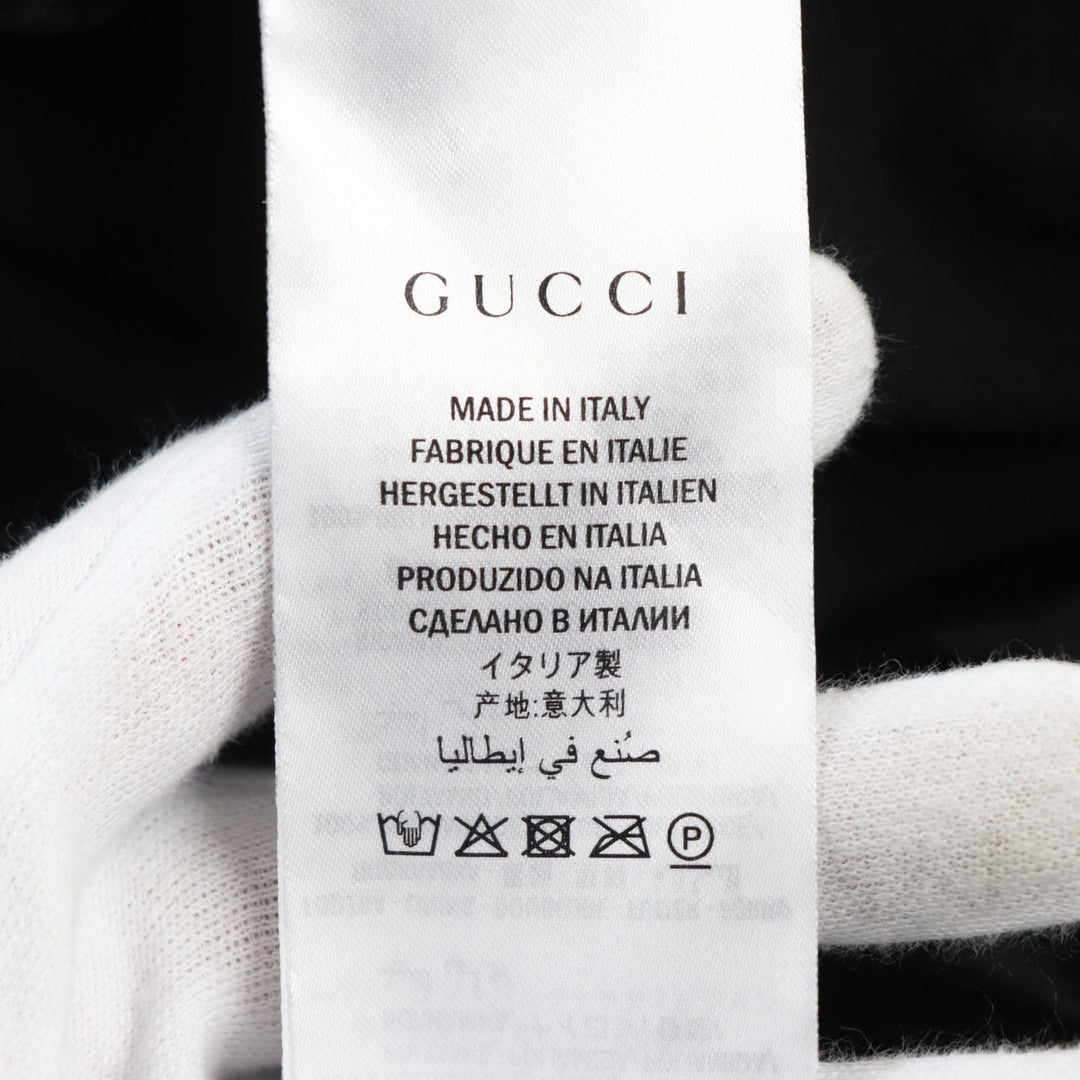 GUCCI
MADE IN ITALY
FABRIQUE EN ITALIE
HERGESTELLT IN ITALIEN
HECHO EN ITALIA
PRODUZIDO NA ITALIA
СДЕЛАНО В ИТАЛИИ
イタリア製
产地:意大利
صُنع في إيطاليا
P